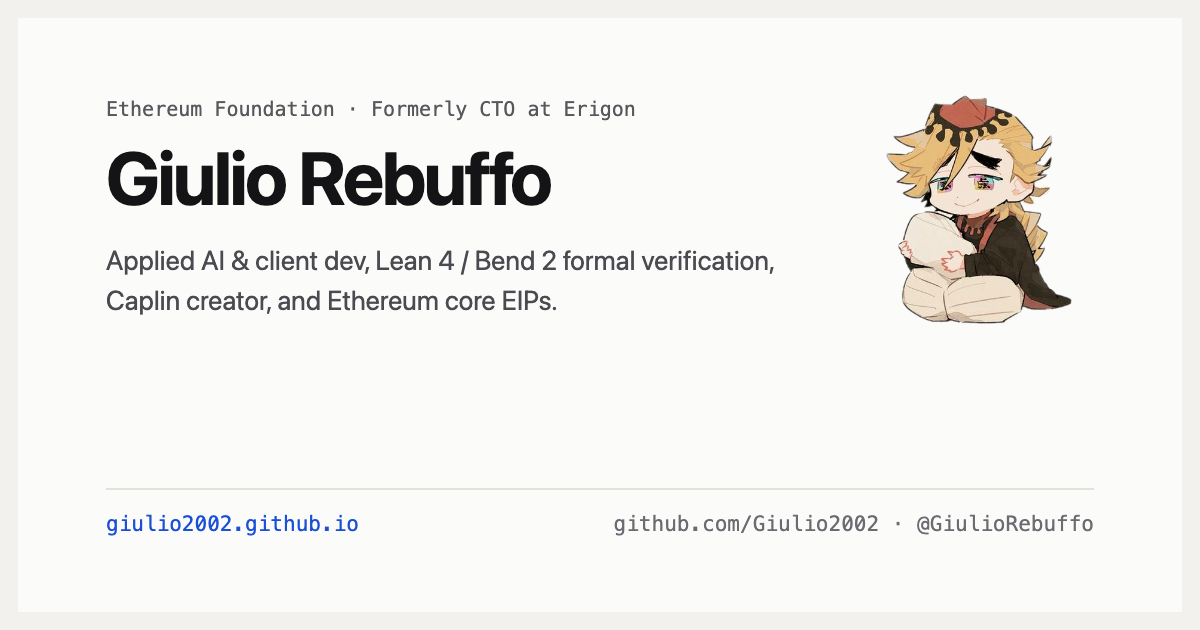 Ethereum Foundation · Formerly CTO at Erigon
Giulio Rebuffo
Applied AI & client dev, Lean 4 / Bend 2 formal verification,
Caplin creator, and Ethereum core EIPs.
giulio2002.github.io
github.com/Giulio2002 · @GiulioRebuffo